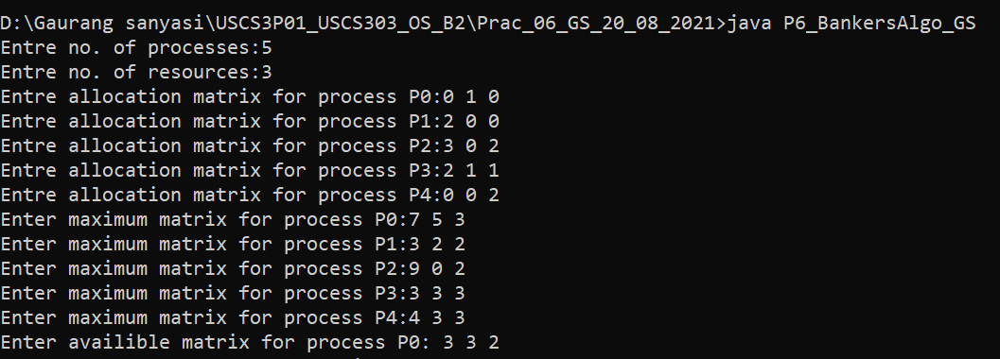 D:\Gaurang sanyasi\USCS3P01_USCS303_OS_B2\Prac_06_GS_20_08_2021>java P6_BankersAlgo_GS
Entre no. of processes:5
Entre no. of resources:3
Entre allocation matrix for process P0:0 1 0
Entre allocation matrix for process P1:2 0 0
Entre allocation matrix for process P2:3 0 2
Entre allocation matrix for process P3:2 1 1
Entre allocation matrix for process P4:0 0 2
Enter maximum matrix for process P0:7 5 3
Enter maximum matrix for process P1:3 2 2
Enter maximum matrix for process P2:9 0 2
Enter maximum matrix for process P3:3 3 3
Enter maximum matrix for process P4:4 3 3
Enter availible matrix for process P0: 3 3 2